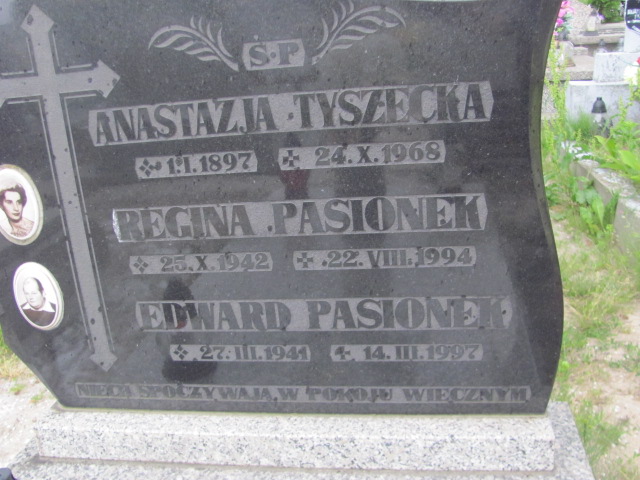 Ś.P.
ANASTAZJA TYSZECKA
1.I.1897 24.X.1968
REGINA PASIONEK
25.X.1942 22.VIII.1994
EDWARD PASIONEK
27.III.1941 14.III.1997
NIECH SPOCZYWAJĄ W POKOJU WIECZNYM